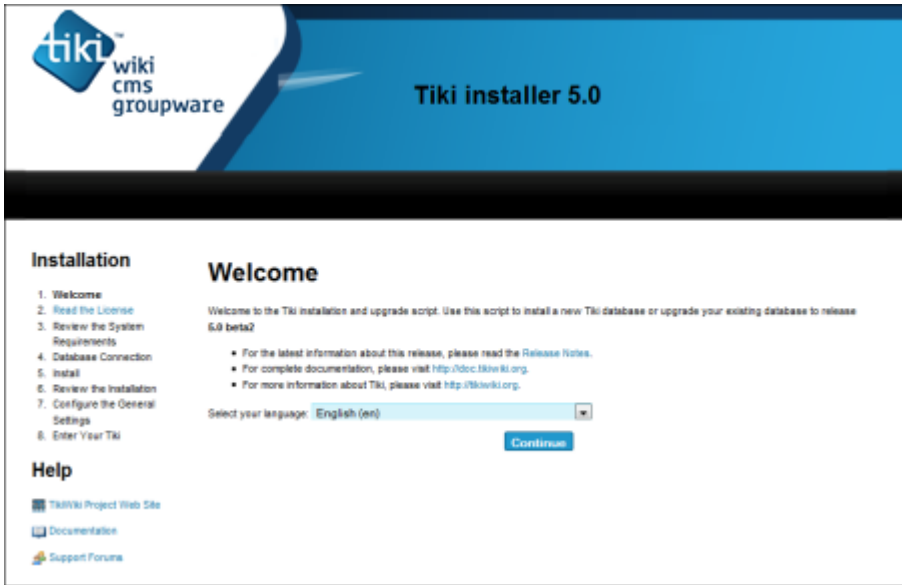 tiki™
wiki
cms
groupware
Tiki installer 5.0
Installation
1. Welcome
2. Read the License
3. Review the System
Requirements
4. Database Connection
5. Install
6. Review the Installation
7. Configure the General
Settings
8. Enter Your Tiki
Help
TikiWiki Project Web Site
Documentation
Support Forums
Welcome
Welcome to the Tiki installation and upgrade script. Use this script to install a new Tiki database or upgrade your existing database to release
5.0 beta2
• For the latest information about this release, please read the Release Notes.
• For complete documentation, please visit http://doc.tikiwiki.org.
• For more information about Tiki, please visit http://tikiwiki.org.
Select your language: English (en)
Continue